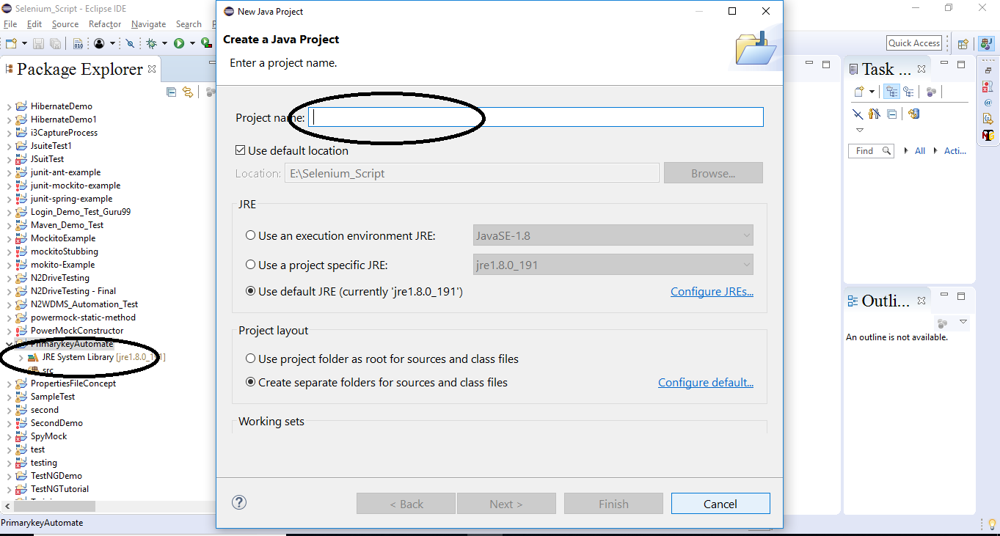 Selenium_Script - Eclipse IDE
File Edit Source Refactor Navigate Search
Quick Access
Package Explorer
HibernateDemo
HibernateDemo1
i3CaptureProcess
JsuiteTest1
JSuitTest
junit-ant-example
junit-mockito-example
junit-spring-example
Login_Demo_Test_Guru99
Maven_Demo_Test
MockitoExample
mockitoStubbing
mokito-Example
N2DriveTesting
N2DriveTesting - Final
N2WDMS_Automation_Test
powermock-static-method
PowerMockConstructor
PrimarykeyAutomate
JRE System Library [jre1.8.0_191]
src
PropertiesFileConcept
SampleTest
second
SecondDemo
SpyMock
test
testing
TestNGDemo
TestNGTutorial
PrimarykeyAutomate
New Java Project
Create a Java Project
Enter a project name.
Project name:
Use default location
Location: E:\Selenium_Script Browse...
JRE
Use an execution environment JRE: JavaSE-1.8
Use a project specific JRE: jre1.8.0_191
Use default JRE (currently 'jre1.8.0_191') Configure JREs...
Project layout
Use project folder as root for sources and class files
Create separate folders for sources and class files Configure default...
Working sets
< Back Next > Finish Cancel
Task ...
Find All Acti...
Outli...
An outline is not available.